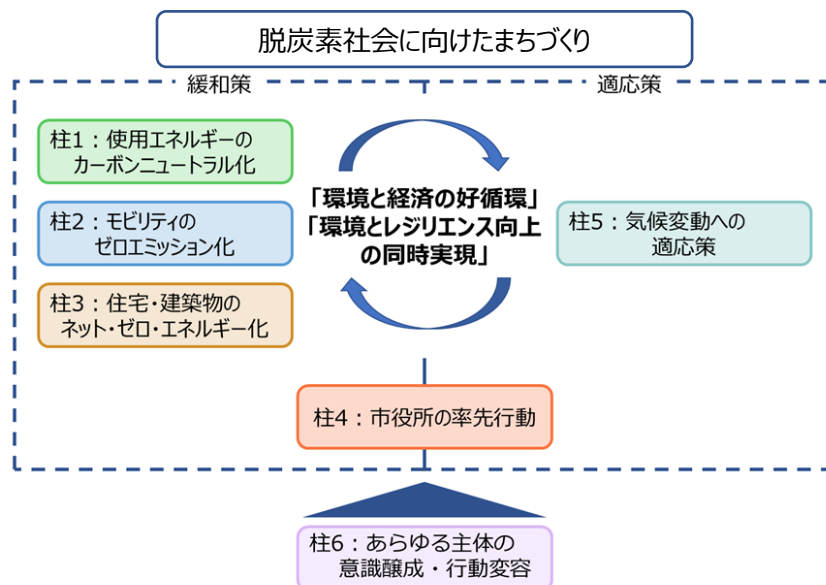 脱炭素社会に向けたまちづくり
緩和策
適応策
柱1：使用エネルギーの
カーボンニュートラル化
柱2：モビリティの
ゼロエミッション化
柱3：住宅・建築物の
ネット・ゼロ・エネルギー化
「環境と経済の好循環」
「環境とレジリエンス向上
の同時実現」
柱5：気候変動への
適応策
柱4：市役所の率先行動
柱6：あらゆる主体の
意識醸成・行動変容